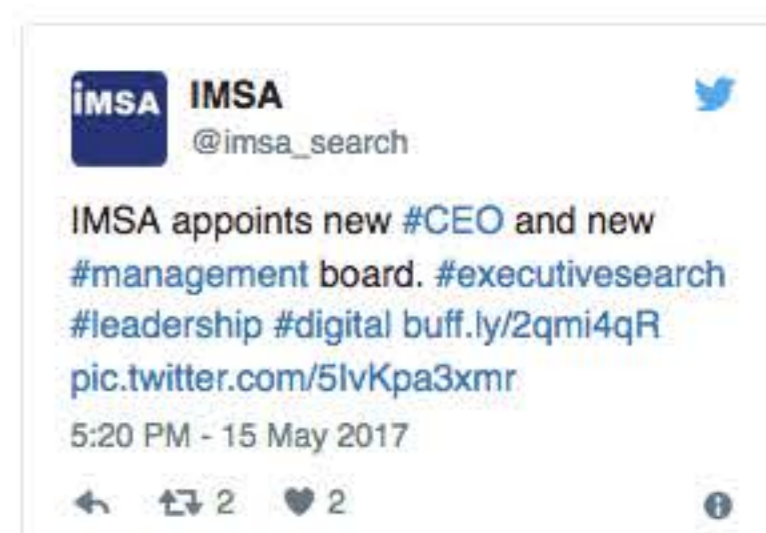 iMSA
IMSA
@imsa_search
IMSA appoints new #CEO and new
#management board. #executivesearch
#leadership #digital buff.ly/2qmi4qR
pic.twitter.com/5IvKpa3xmr
5:20 PM - 15 May 2017
2 2